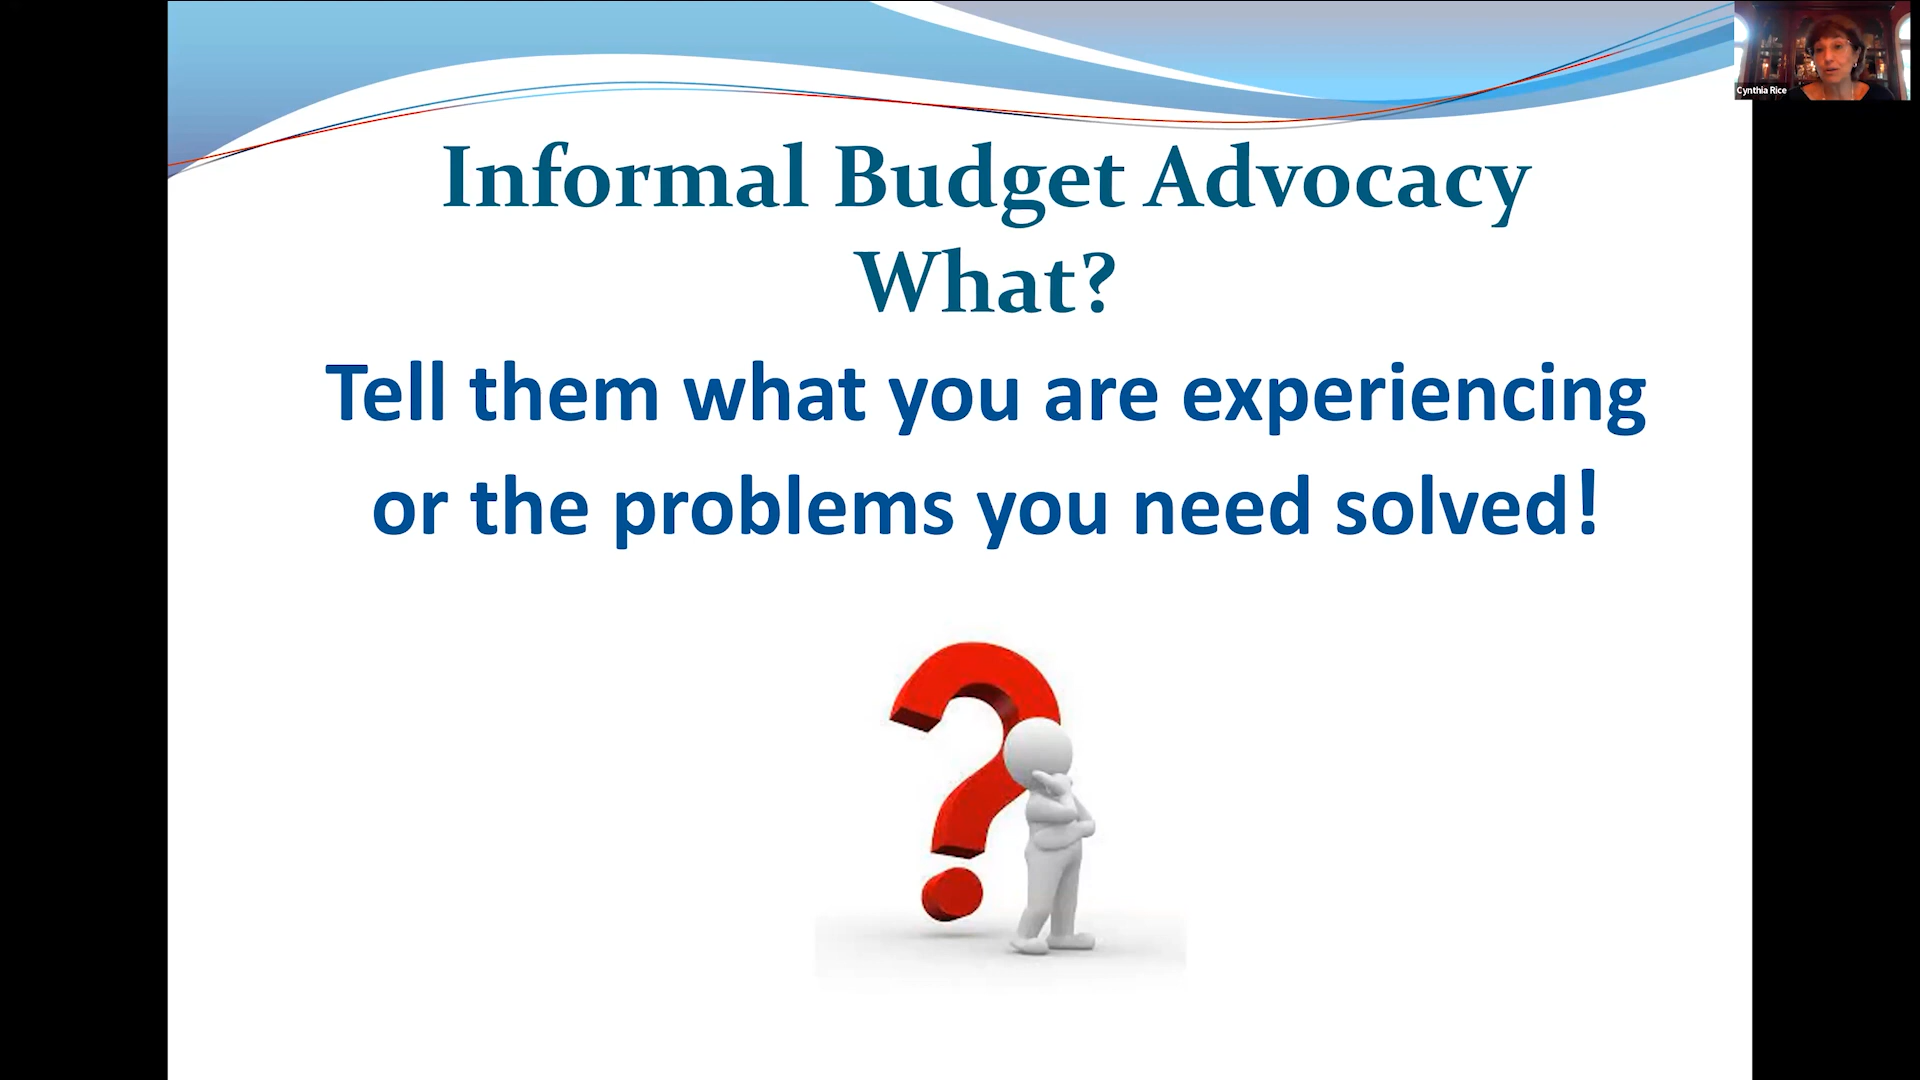 Cynthia Rice
Informal Budget Advocacy
What?
Tell them what you are experiencing
or the problems you need solved!